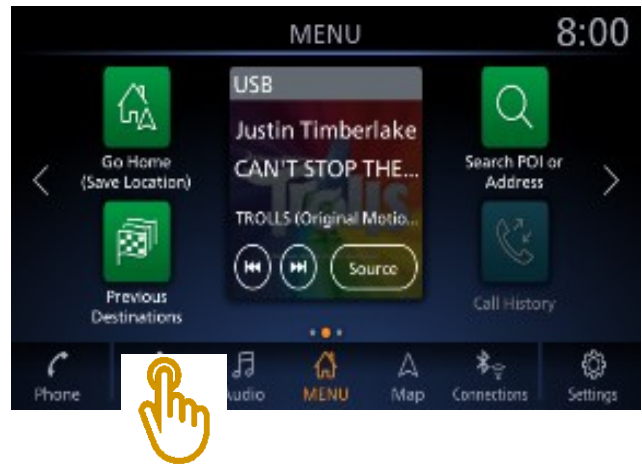 MENU
8:00
USB
Justin Timberlake
CAN'T STOP THE...
TROLLS (Original Motio...
Source
Go Home
(Save Location)
Previous
Destinations
Search POI or
Address
Call History
Phone
MENU
Map
Connections
Settings